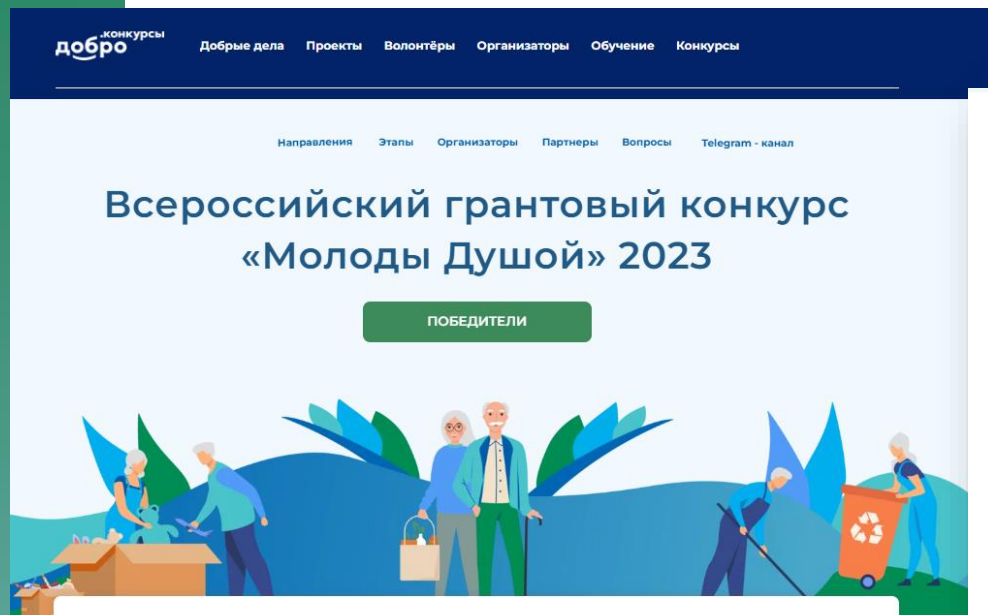 .конкурсы
добро
Добрые дела Проекты Волонтёры Организаторы Обучение Конкурсы
Направления Этапы Организаторы Партнеры Вопросы Telegram - канал
Всероссийский грантовый конкурс
«Молоды Душой» 2023
ПОБЕДИТЕЛИ